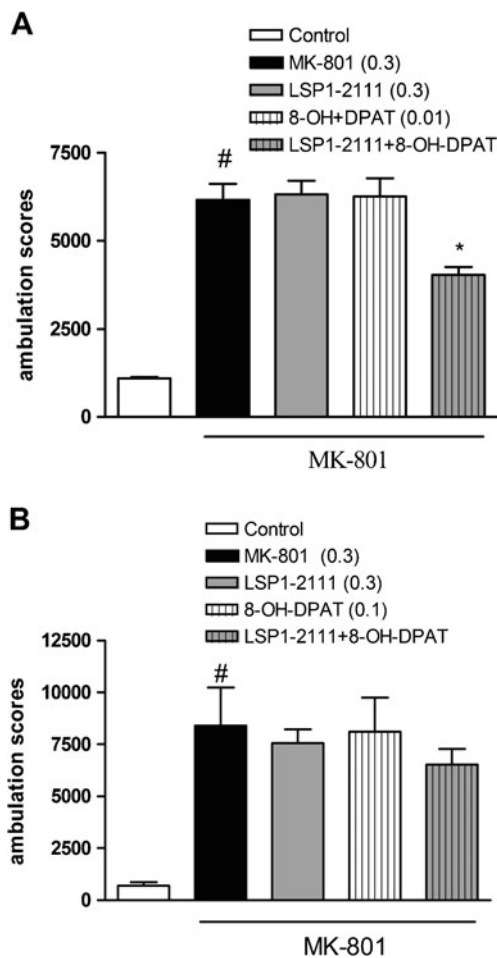 A
Control
MK-801 (0.3)
LSP1-2111 (0.3)
8-OH+DPAT (0.01)
LSP1-2111+8-OH-DPAT
7500
5000
2500
0
ambulation scores
#
*
MK-801
B
Control
MK-801 (0.3)
LSP1-2111 (0.3)
8-OH-DPAT (0.1)
LSP1-2111+8-OH-DPAT
12500
10000
7500
5000
2500
0
ambulation scores
#
MK-801